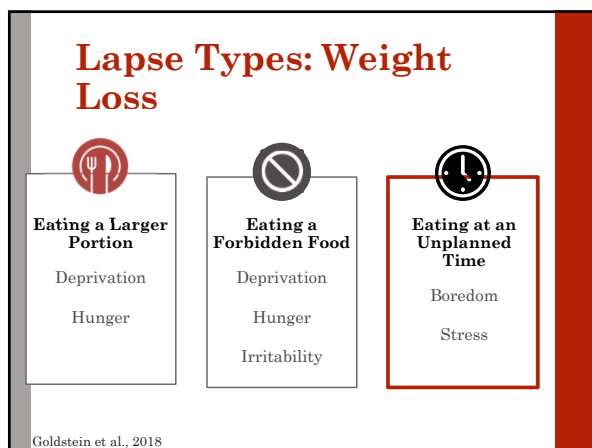 Lapse Types: Weight
Loss
Eating a Larger
Portion
Deprivation
Hunger
Eating a
Forbidden Food
Deprivation
Hunger
Irritability
Eating at an
Unplanned
Time
Boredom
Stress
Goldstein et al., 2018